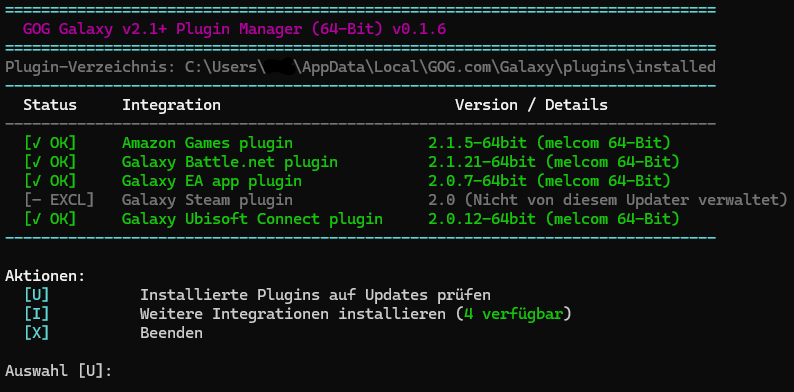 ================================================================================
GOG Galaxy v2.1+ Plugin Manager (64-Bit) v0.1.6
================================================================================
Plugin-Verzeichnis: C:\Users\ \AppData\Local\GOG.com\Galaxy\plugins\installed
--------------------------------------------------------------------------------
Status Integration Version / Details
--------------------------------------------------------------------------------
[√ OK] Amazon Games plugin 2.1.5-64bit (melcom 64-Bit)
[√ OK] Galaxy Battle.net plugin 2.1.21-64bit (melcom 64-Bit)
[√ OK] Galaxy EA app plugin 2.0.7-64bit (melcom 64-Bit)
[- EXCL] Galaxy Steam plugin 2.0 (Nicht von diesem Updater verwaltet)
[√ OK] Galaxy Ubisoft Connect plugin 2.0.12-64bit (melcom 64-Bit)
--------------------------------------------------------------------------------
Aktionen:
[U] Installierte Plugins auf Updates prüfen
[I] Weitere Integrationen installieren (4 verfügbar)
[X] Beenden
Auswahl [U]: